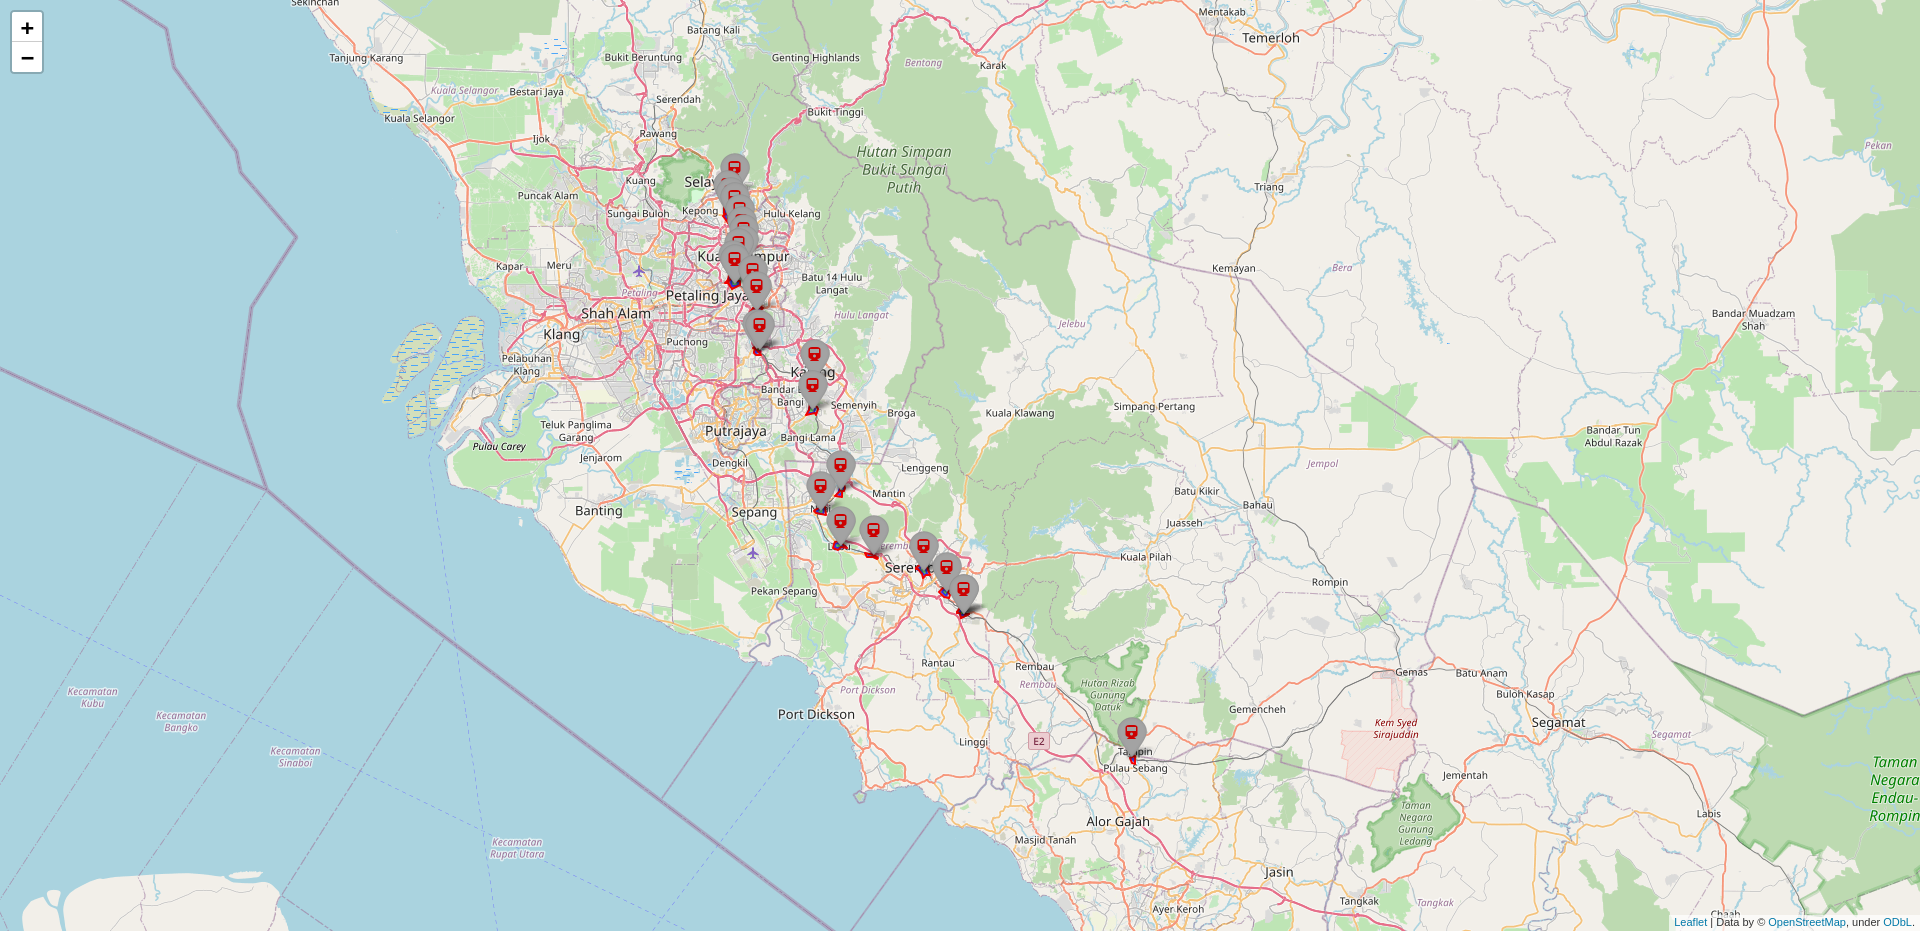 +
−
Sekinchan
Mentakab
Temerloh
Batang Kali
Tanjung Karang
Bukit Beruntung
Genting Highlands
Bentong
Karak
Kuala Selangor
Bestari Jaya
Serendah
Kuala Selangor
Bukit Tinggi
Ijok
Rawang
Pekan
Hutan Simpan
Bukit Sungai
Putih
Kuang
Selay
Triang
Puncak Alam
Sungai Buloh
Kepong
Hulu Kelang
Kapar
Meru
Kua
mpur
Kemayan
Bera
Batu 14 Hulu
Langat
Petaling
Petaling Jaya
Shah Alam
Hulu Langat
Jelebu
Bandar Muadzam
Shah
Klang
Puchong
Pelabuhan
Klang
Bandar
Bangi
Semenyih
Broga
Kuala Klawang
Simpang Pertang
Teluk Panglima
Garang
Putrajaya
Bangi Lama
Bandar Tun
Abdul Razak
Pulau Carey
Jenjarom
Dengkil
Lenggeng
Jempol
Mantin
Batu Kikir
Bahau
Banting
Sepang
Juasseh
Kuala Pilah
Seremb
Rompin
Pekan Sepang
Rantau
Rembau
Rembau
Gemas
Batu Anam
Kecamatan
Kubu
Port Dickson
Hutan Rizab
Gunung
Datuk
Buloh Kasap
Kecamatan
Bangko
Port Dickson
Gemencheh
Kem Syed
Sirajuddin
Segamat
Segamat
Kecamatan
Sinaboi
Linggi
E2
Pulau Sebang
Jementah
Taman
Negara
Endau-
Rompin
Alor Gajah
Taman
Negara
Gunung
Ledang
Labis
Kecamatan
Rupat Utara
Masjid Tanah
Jasin
Ayer Keroh
Tangkak
Tangkak
Leaflet | Data by © OpenStreetMap, under ODbL.